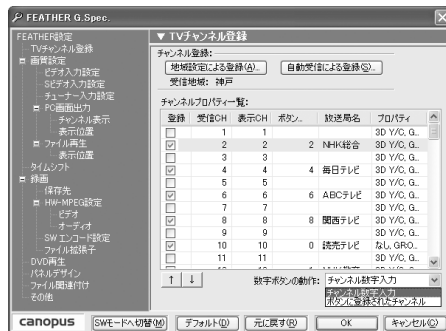 FEATHER G.Spec.
FEATHER設定
TVチャンネル登録
画質設定
ビデオ入力設定
Sビデオ入力設定
チューナー入力設定
PC画面出力
チャンネル表示
表示位置
ファイル再生
表示位置
タイムシフト
録画
保存先
HW-MPEG設定
ビデオ
オーディオ
SWエンコード設定
ファイル拡張子
DVD再生
パネルデザイン
ファイル関連付け
その他
▼ TVチャンネル登録
チャンネル登録:
地域設定による登録(A)... 自動受信による登録(S)...
受信地域: 神戸
チャンネルプロパティ一覧:
登録 受信CH 表示CH ボタン... 放送局名 プロパティ
1 1 3D Y/C, G...
2 2 2 NHK総合 3D Y/C, G...
3 3 3D Y/C, G...
4 4 4 毎日テレビ 3D Y/C, G...
5 5 3D Y/C, G...
6 6 6 ABCテレビ 3D Y/C, G...
7 7 3D Y/C, G...
8 8 8 関西テレビ 3D Y/C, G...
9 9 3D Y/C, G...
10 10 0 読売テレビ なし, GRO...
11 11 3D Y/C, G...
↑ ↓ 数字ボタンの動作: チャンネル数字入力
チャンネル数字入力
ボタンに登録されたチャンネル
canopus SWモードへ切替(M) デフォルト(D) 元に戻す(R) OK キャンセル(C)